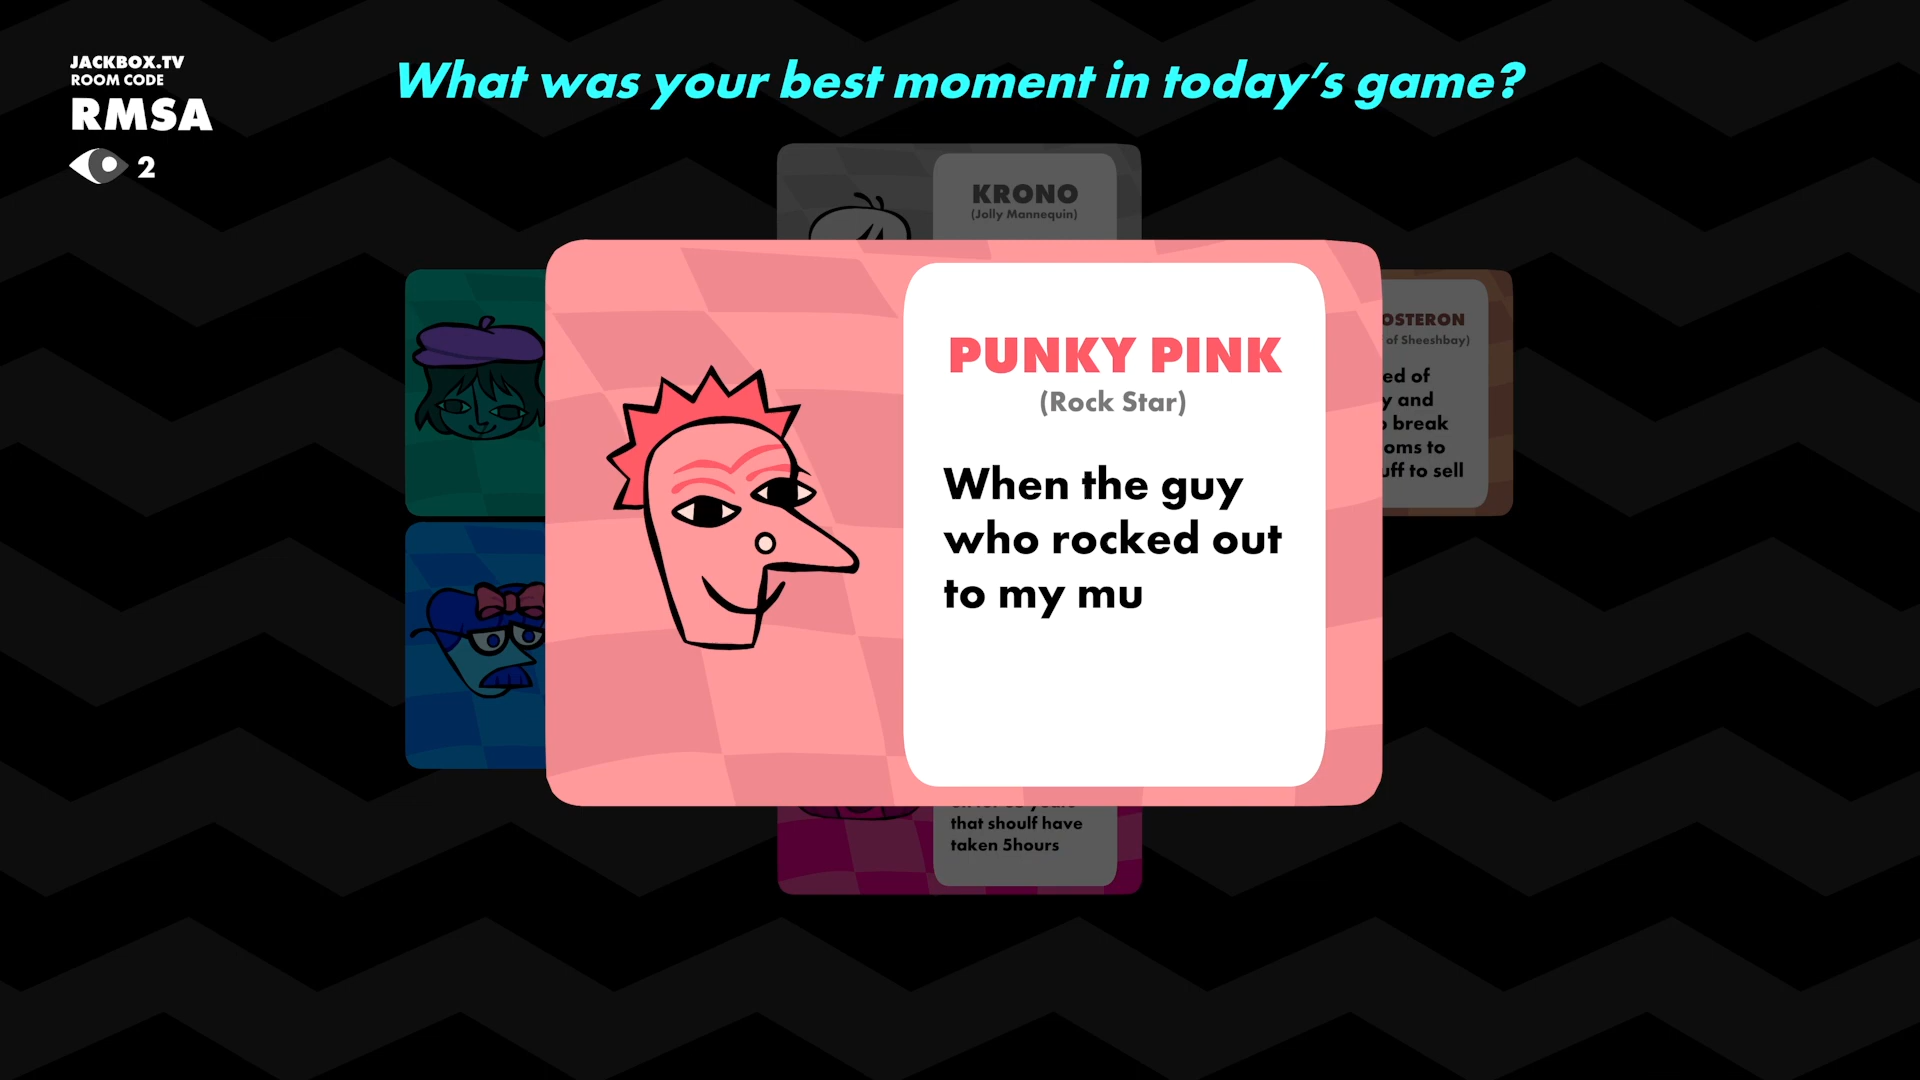 JACKBOX.TV
ROOM CODE
RMSA
2
What was your best moment in today's game?
KRONO
(Jolly Mannequin)
PUNKY PINK
(Rock Star)
When the guy
who rocked out
to my mu
OSTERON
of Sheeshbay)
ed of
y and
break
oms to
uff to sell
that shoulf have
taken 5hours